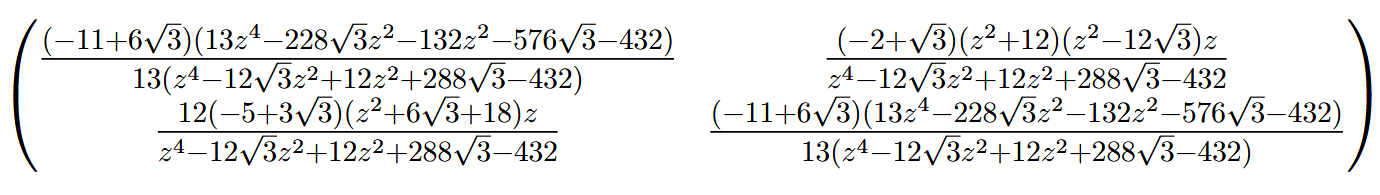 (−11+6√3)(13z⁴−228√3z²−132z²−576√3−432) (−2+√3)(z²+12)(z²−12√3)z
13(z⁴−12√3z²+12z²+288√3−432) z⁴−12√3z²+12z²+288√3−432
12(−5+3√3)(z²+6√3+18)z (−11+6√3)(13z⁴−228√3z²−132z²−576√3−432)
z⁴−12√3z²+12z²+288√3−432 13(z⁴−12√3z²+12z²+288√3−432)